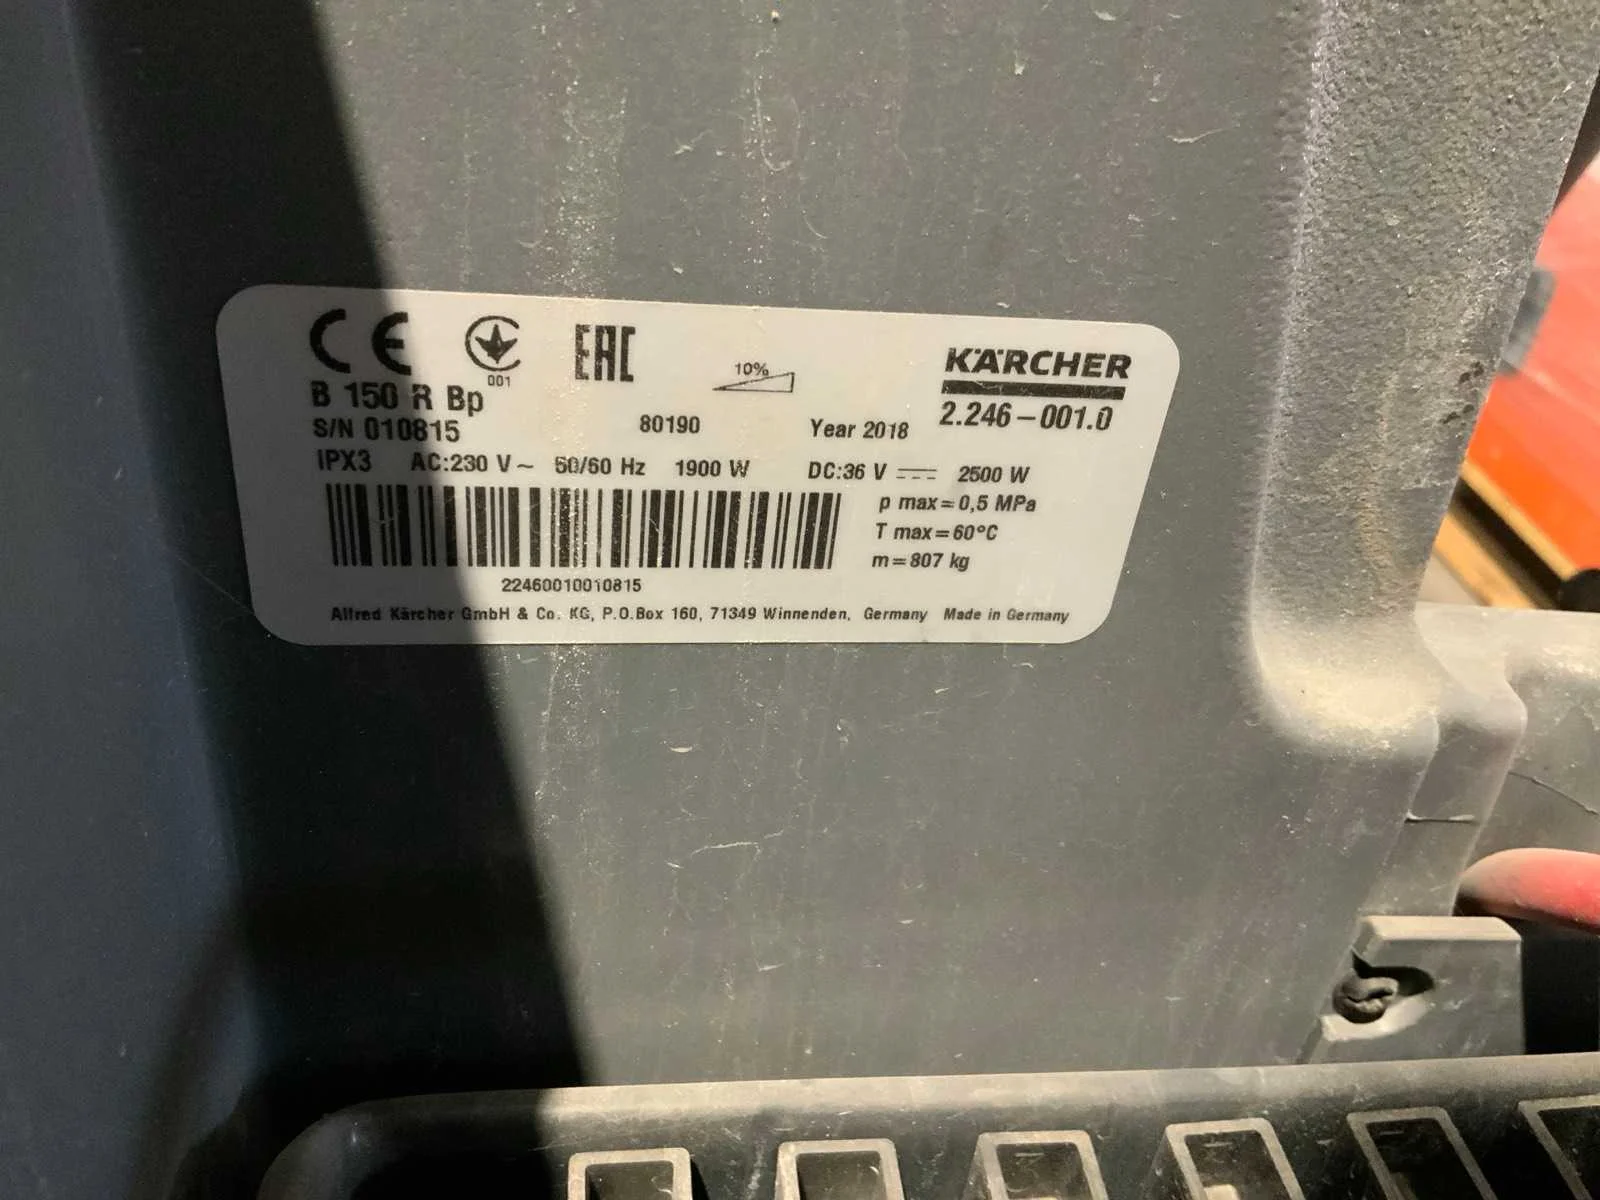 CE 001 EAC 10% KÄRCHER
B 150 R Bp 2.246-001.0
S/N 010815 80190 Year 2018
IPX3 AC:230 V~ 50/60 Hz 1900 W DC:36 V 2500 W
p max=0,5 MPa
T max=60°C
m=807 kg
22460010010815
Alfred Kärcher GmbH & Co. KG, P.O.Box 160, 71349 Winnenden, Germany Made in Germany